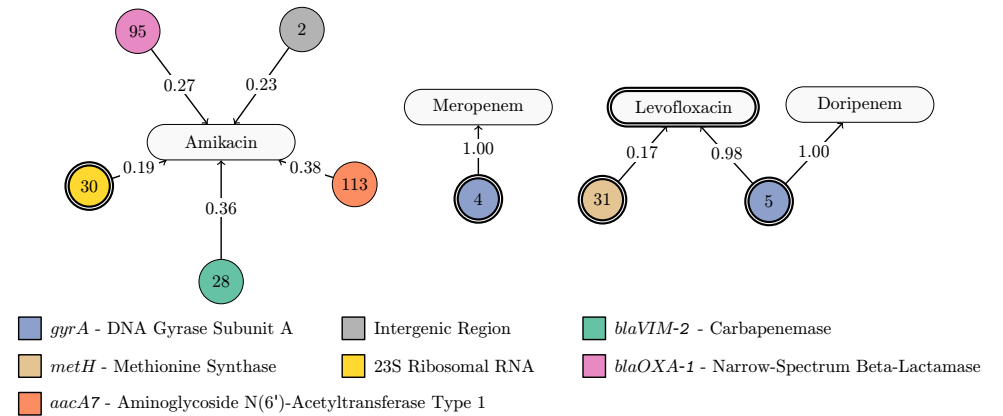 95
2
0.27
0.23
Amikacin
0.19
0.38
30
113
0.36
28
Meropenem
1.00
4
Levofloxacin
Doripenem
0.17
0.98
1.00
31
5
gyrA - DNA Gyrase Subunit A
Intergenic Region
blaVIM-2 - Carbapenemase
metH - Methionine Synthase
23S Ribosomal RNA
blaOXA-1 - Narrow-Spectrum Beta-Lactamase
aacA7 - Aminoglycoside N(6')-Acetyltransferase Type 1